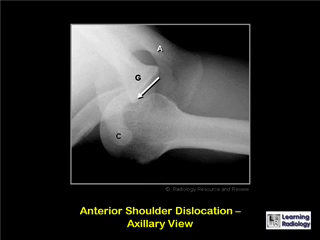 A
G
C
© Radiology Resource and Review
Anterior Shoulder Dislocation –
Axillary View
Learning
Radiology